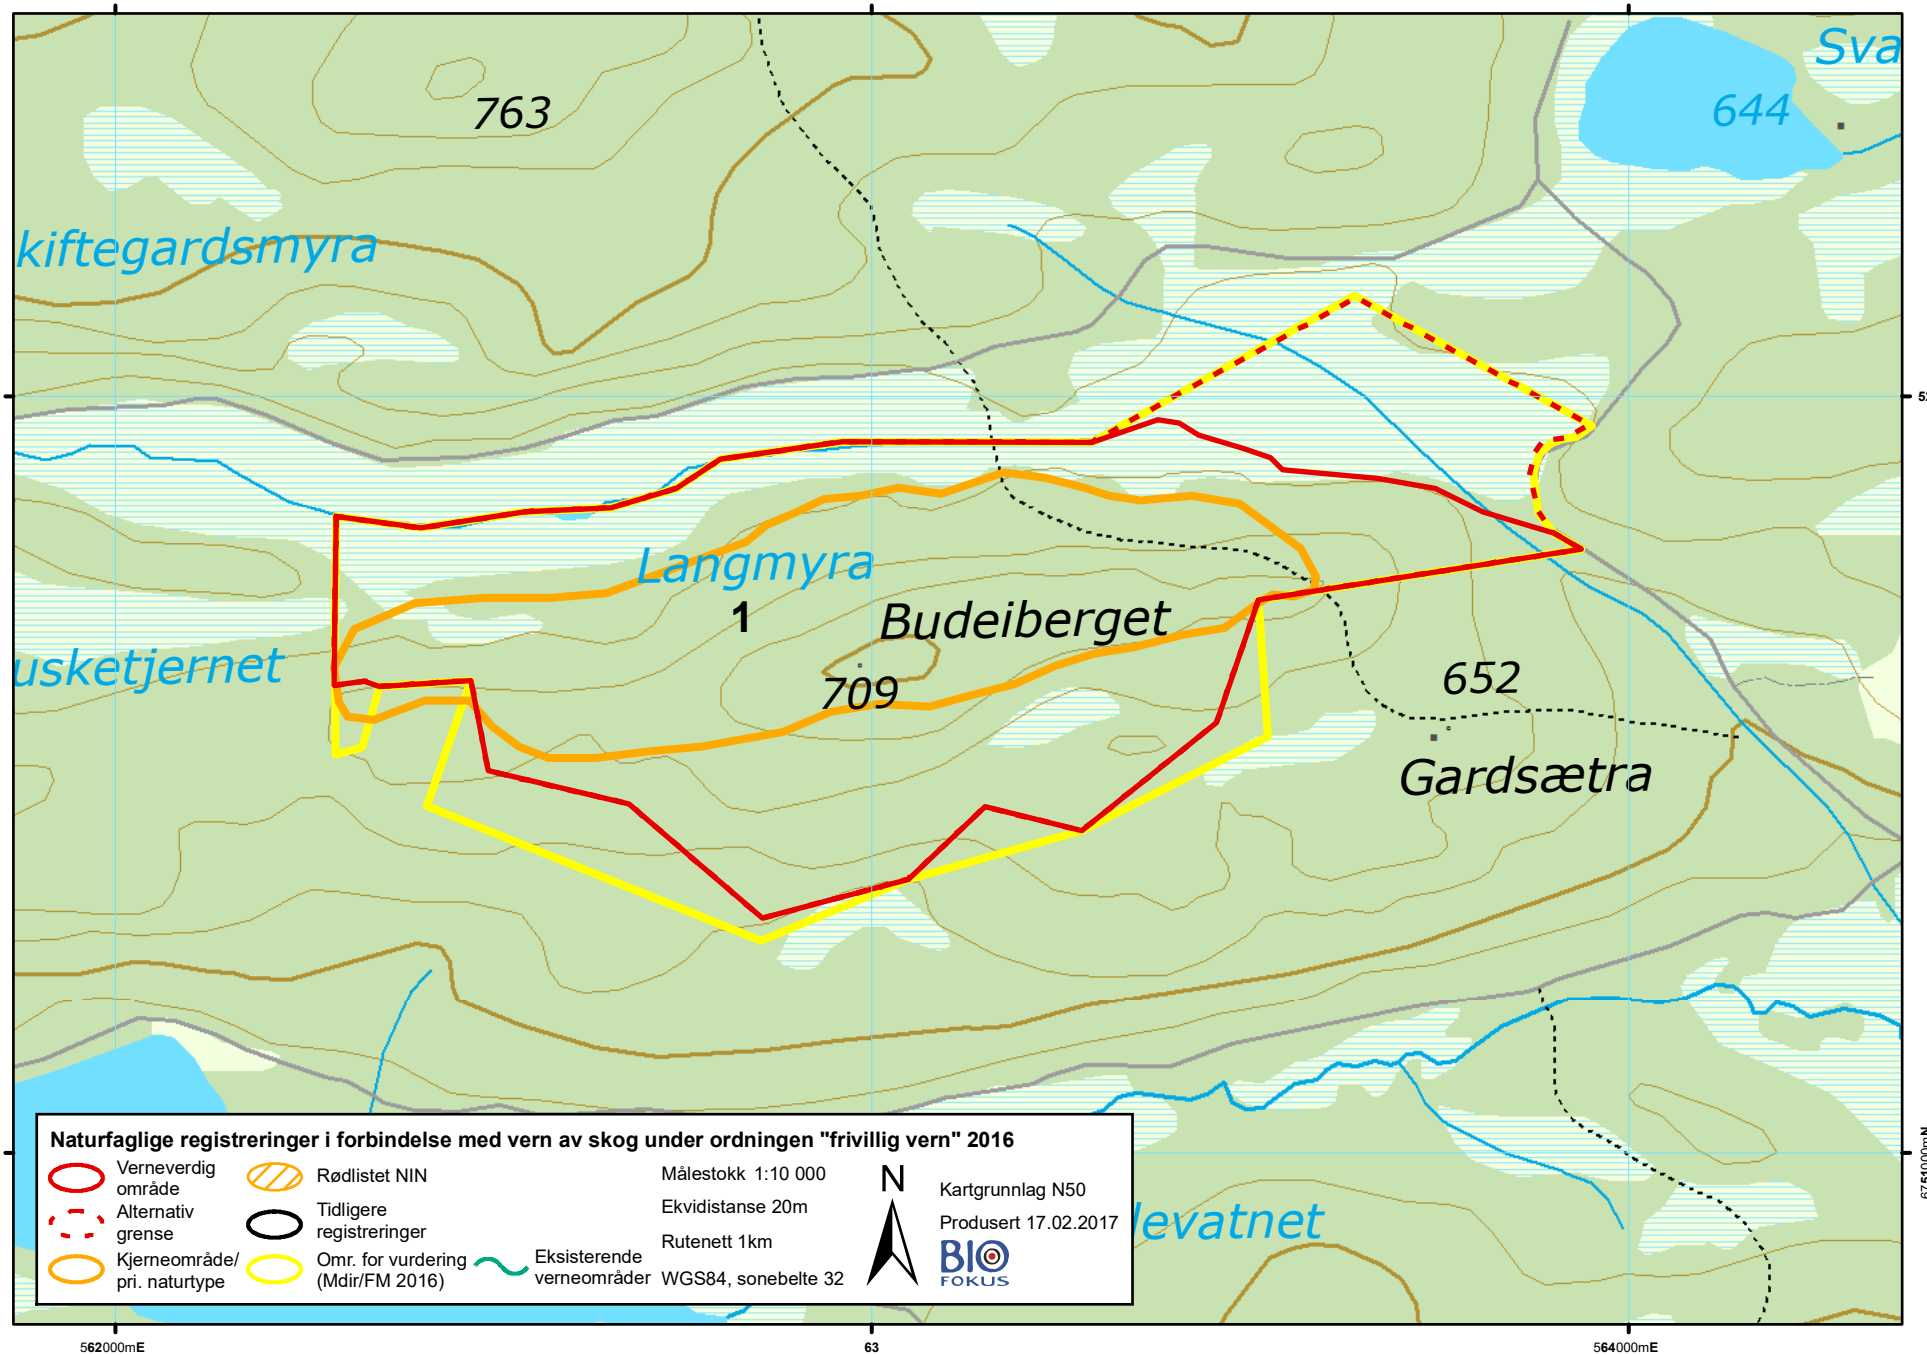 Sva
763
644
kiftegardsmyra
Langmyra
1
Budeiberget
usketjernet
709
652
Gardsætra
levatnet
Naturfaglige registreringer i forbindelse med vern av skog under ordningen "frivillig vern" 2016
Verneverdig
område
Alternativ
grense
Kjerneområde/
pri. naturtype
Rødlistet NIN
Tidligere
registreringer
Omr. for vurdering
(Mdir/FM 2016)
Eksisterende
verneområder
Målestokk 1:10 000
Ekvidistanse 20m
Rutenett 1km
WGS84, sonebelte 32
N
Kartgrunnlag N50
Produsert 17.02.2017
BIO
FOKUS
562000mE
63
564000mE
6751000mN